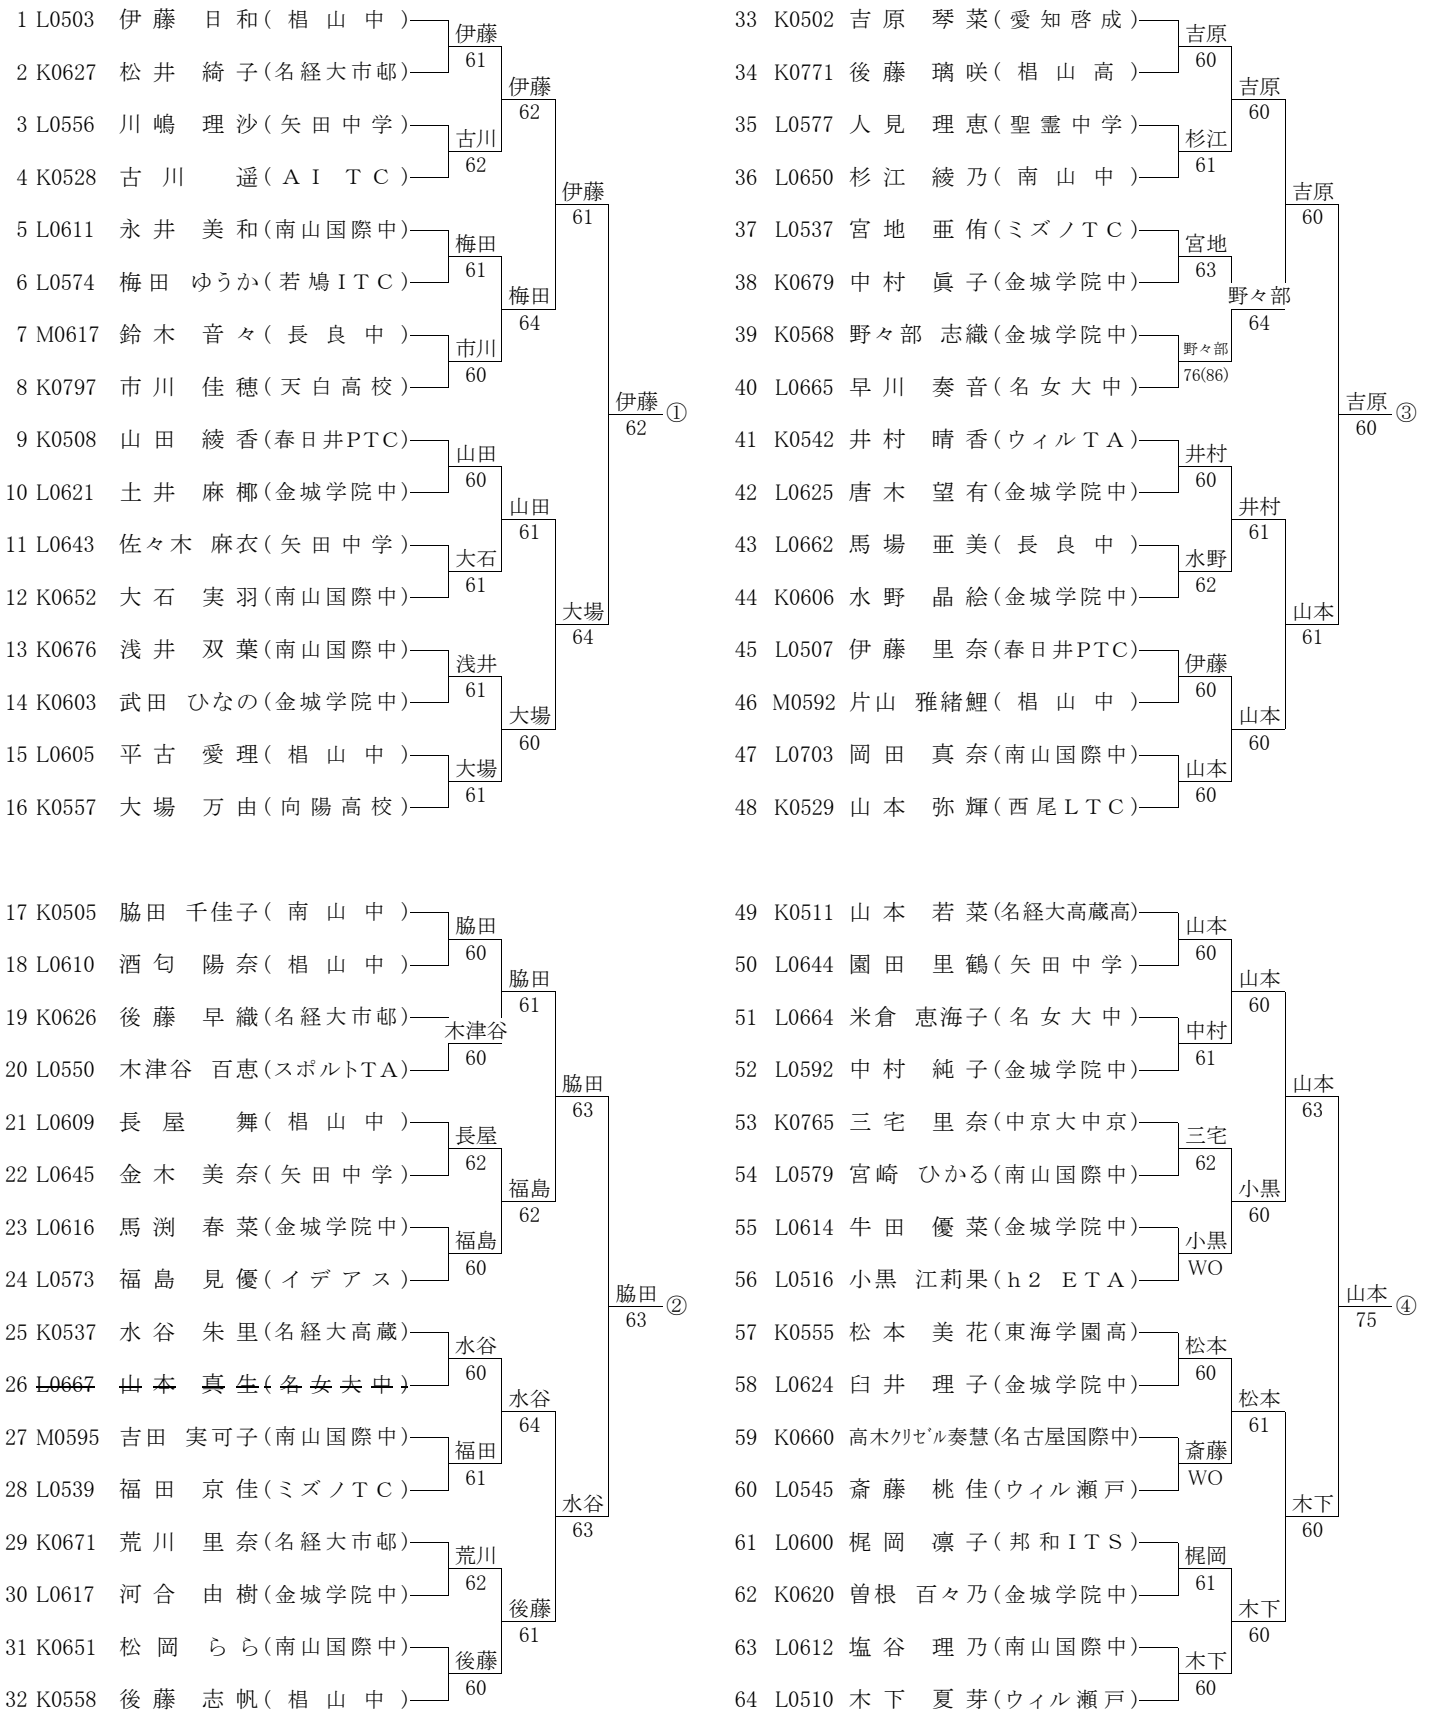 1 L0503 伊藤 日和(椙山中)
伊藤
61
2 K0627 松井 綺子(名経大市邨)
伊藤
62
3 L0556 川嶋 理沙(矢田中学)
古川
62
4 K0528 古川 遥(AI TC)
伊藤
61
5 L0611 永井 美和(南山国際中)
梅田
61
6 L0574 梅田 ゆうか(若鳩ITC)
梅田
64
7 M0617 鈴木 音々(長良中)
市川
60
8 K0797 市川 佳穂(天白高校)
伊藤 ①
62
9 K0508 山田 綾香(春日井PTC)
山田
60
10 L0621 土井 麻椰(金城学院中)
山田
61
11 L0643 佐々木 麻衣(矢田中学)
大石
61
12 K0652 大石 実羽(南山国際中)
大場
64
13 K0676 浅井 双葉(南山国際中)
浅井
61
14 K0603 武田 ひなの(金城学院中)
大場
60
15 L0605 平古 愛理(椙山中)
大場
61
16 K0557 大場 万由(向陽高校)
17 K0505 脇田 千佳子(南山中)
脇田
60
18 L0610 酒匂 陽奈(椙山中)
脇田
61
19 K0626 後藤 早織(名経大市邨)
木津谷
60
20 L0550 木津谷 百恵(スポルトTA)
脇田
63
21 L0609 長屋 舞(椙山中)
長屋
62
22 L0645 金木 美奈(矢田中学)
福島
62
23 L0616 馬渕 春菜(金城学院中)
福島
60
24 L0573 福島 見優(イデアス)
脇田 ②
63
25 K0537 水谷 朱里(名経大高蔵)
水谷
60
26 L0667 山本 真生(名女大中)
水谷
64
27 M0595 吉田 実可子(南山国際中)
福田
61
28 L0539 福田 京佳(ミズノTC)
水谷
63
29 K0671 荒川 里奈(名経大市邨)
荒川
62
30 L0617 河合 由樹(金城学院中)
後藤
61
31 K0651 松岡 らら(南山国際中)
後藤
60
32 K0558 後藤 志帆(椙山中)
33 K0502 吉原 琴菜(愛知啓成)
吉原
60
34 K0771 後藤 璃咲(椙山高)
吉原
60
35 L0577 人見 理恵(聖霊中学)
杉江
61
36 L0650 杉江 綾乃(南山中)
吉原
60
37 L0537 宮地 亜侑(ミズノTC)
宮地
63
38 K0679 中村 眞子(金城学院中)
野々部
64
39 K0568 野々部 志織(金城学院中)
野々部
76(86)
40 L0665 早川 奏音(名女大中)
吉原 ③
60
41 K0542 井村 晴香(ウィルTA)
井村
60
42 L0625 唐木 望有(金城学院中)
井村
61
43 L0662 馬場 亜美(長良中)
水野
62
44 K0606 水野 晶絵(金城学院中)
山本
61
45 L0507 伊藤 里奈(春日井PTC)
伊藤
60
46 M0592 片山 雅緒鯉(椙山中)
山本
60
47 L0703 岡田 真奈(南山国際中)
山本
60
48 K0529 山本 弥輝(西尾LTC)
49 K0511 山本 若菜(名経大高蔵高)
山本
60
50 L0644 園田 里鶴(矢田中学)
山本
60
51 L0664 米倉 恵海子(名女大中)
中村
61
52 L0592 中村 純子(金城学院中)
山本
63
53 K0765 三宅 里奈(中京大中京)
三宅
62
54 L0579 宮崎 ひかる(南山国際中)
小黒
60
55 L0614 牛田 優菜(金城学院中)
小黒
WO
56 L0516 小黒 江莉果(h2 ETA)
山本 ④
75
57 K0555 松本 美花(東海学園高)
松本
60
58 L0624 臼井 理子(金城学院中)
松本
61
59 K0660 高木ｸﾘｾﾞﾙ奏慧(名古屋国際中)
斎藤
WO
60 L0545 斎藤 桃佳(ウィル瀬戸)
木下
60
61 L0600 梶岡 凛子(邦和ITS)
梶岡
61
62 K0620 曽根 百々乃(金城学院中)
木下
60
63 L0612 塩谷 理乃(南山国際中)
木下
60
64 L0510 木下 夏芽(ウィル瀬戸)